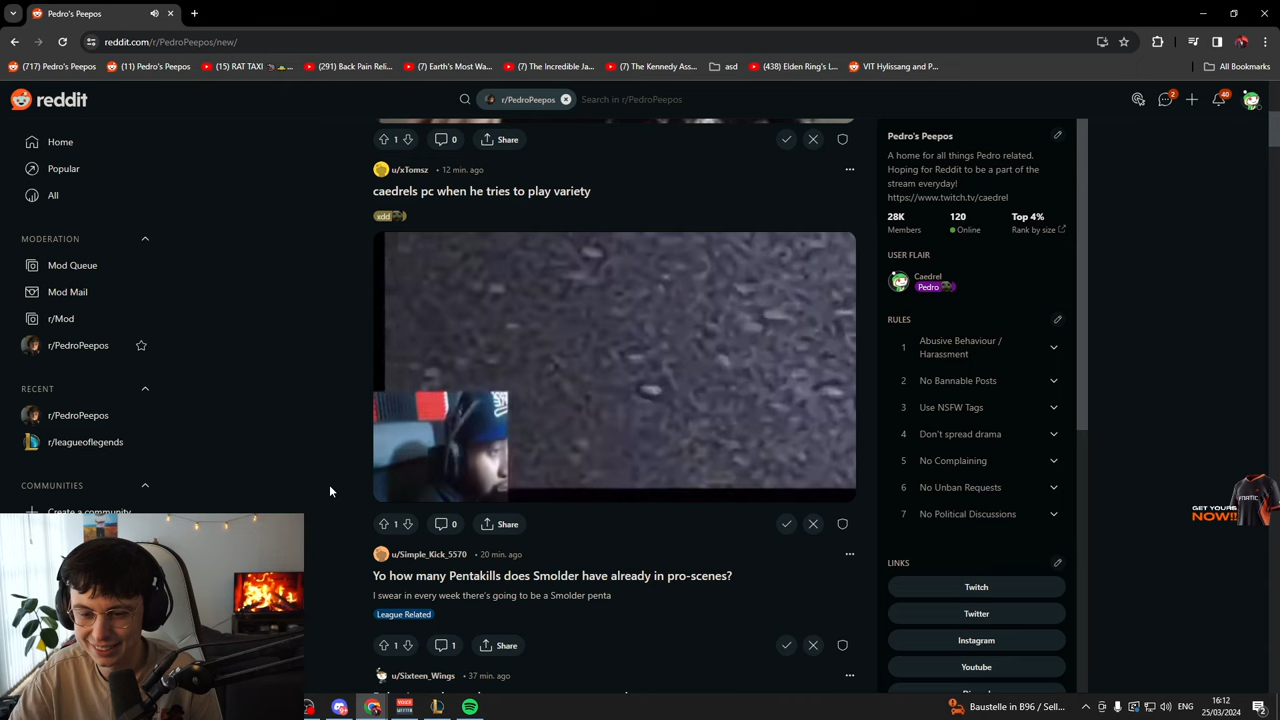 Pedro's Peepos
reddit.com/r/PedroPeepos/new/
(717) Pedro's Peepos
(11) Pedro's Peepos
(15) RAT TAXI
(291) Back Pain Reli...
(7) Earth's Most Wa...
(7) The Incredible Ja...
(7) The Kennedy Ass...
asd
(438) Elden Ring's L...
VIT Hylissang and P...
All Bookmarks
reddit
r/PedroPeepos
Search in r/PedroPeepos
2
40
Home
Popular
All
MODERATION
Mod Queue
Mod Mail
r/Mod
r/PedroPeepos
RECENT
r/PedroPeepos
r/leagueoflegends
COMMUNITIES
Create a community
1
0
Share
u/xTomsz • 12 min. ago
caedrels pc when he tries to play variety
xdd
1
0
Share
u/Simple_Kick_5570 • 20 min. ago
Yo how many Pentakills does Smolder have already in pro-scenes?
I swear in every week there's going to be a Smolder penta
League Related
1
1
Share
u/Sixteen_Wings • 37 min. ago
Pedro's Peepos
A home for all things Pedro related.
Hoping for Reddit to be a part of the
stream everyday!
https://www.twitch.tv/caedrel
28K
Members
120
Online
Top 4%
Rank by size
USER FLAIR
Caedrel
Pedro
RULES
1 Abusive Behaviour /
Harassment
2 No Bannable Posts
3 Use NSFW Tags
4 Don't spread drama
5 No Complaining
6 No Unban Requests
7 No Political Discussions
LINKS
Twitch
Twitter
Instagram
Youtube
GET YOURS
NOW!!
Baustelle in B96 / Sell...
ENG
16:12
25/03/2024